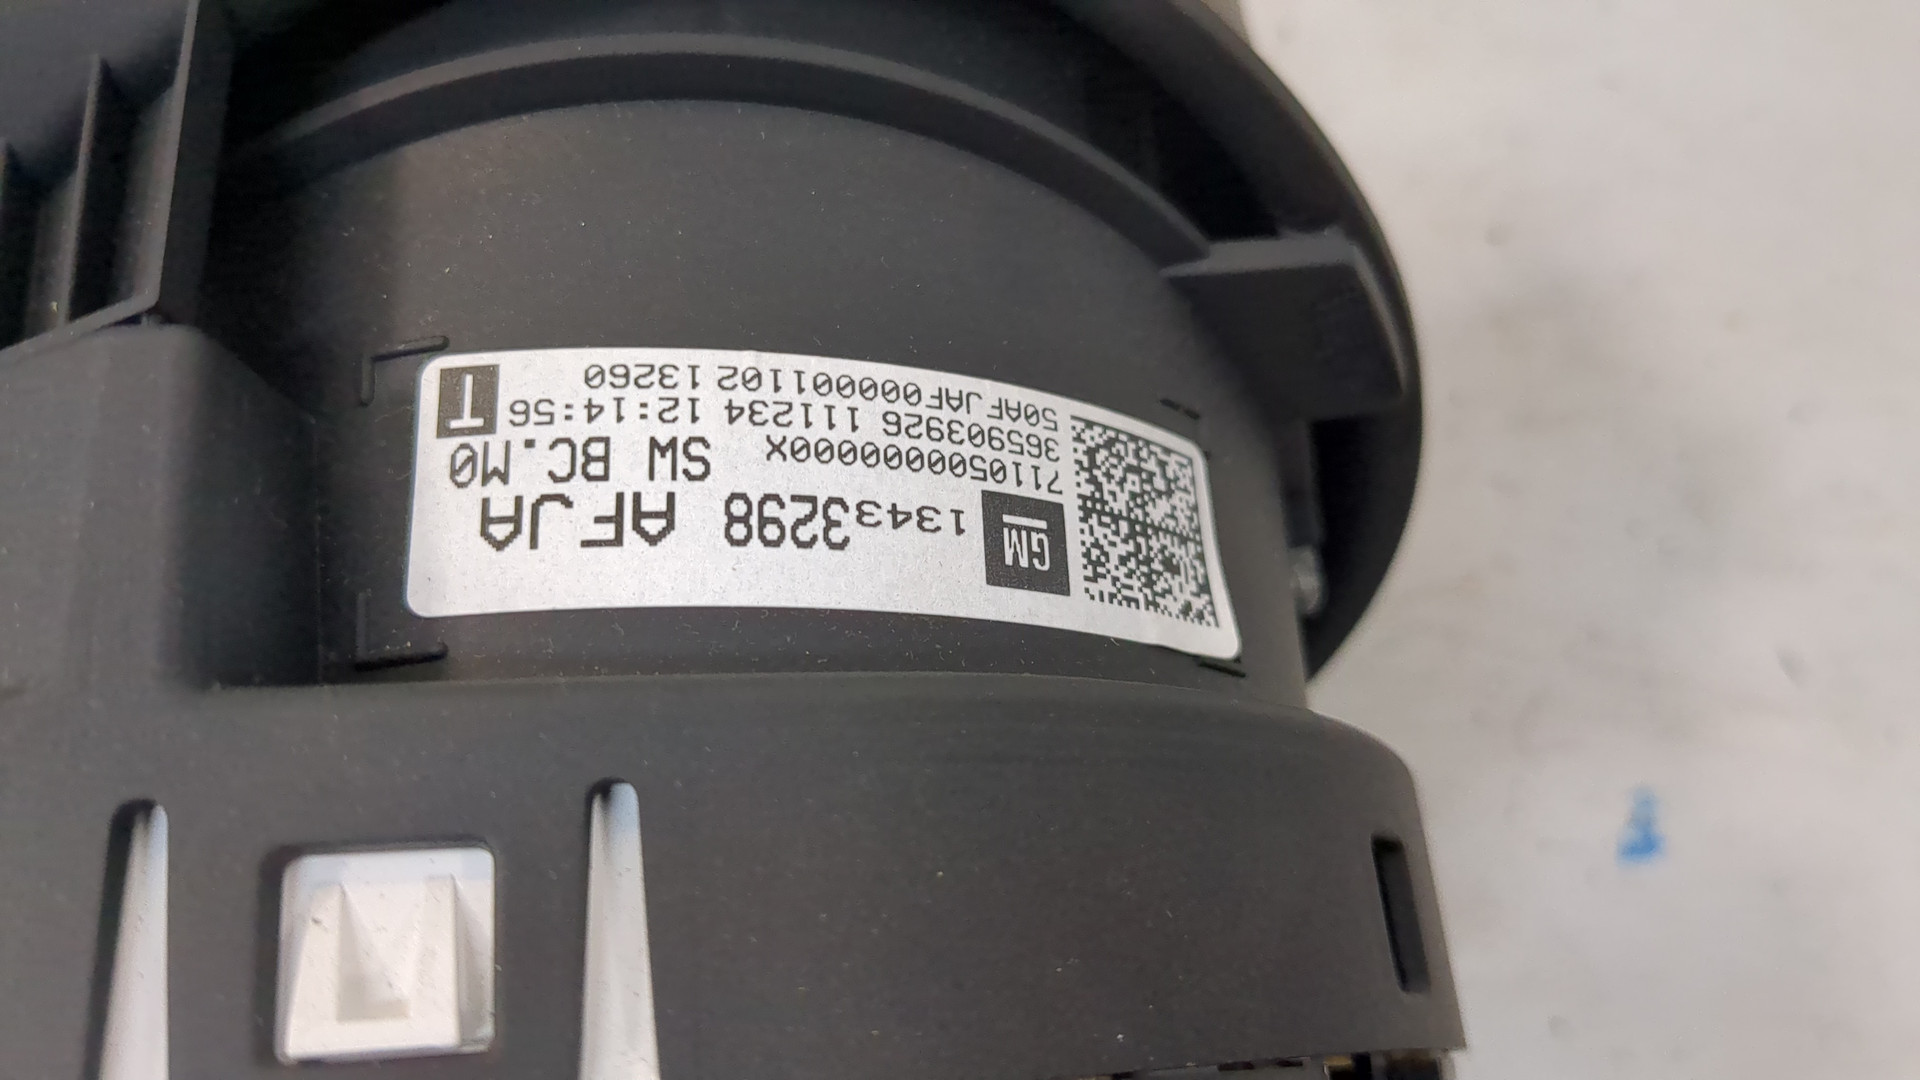 GM 13433298 AFJA
71105000000000X SW BC.M0
365903926 111234 12:14:56 T
50AFJAF000001102 13260